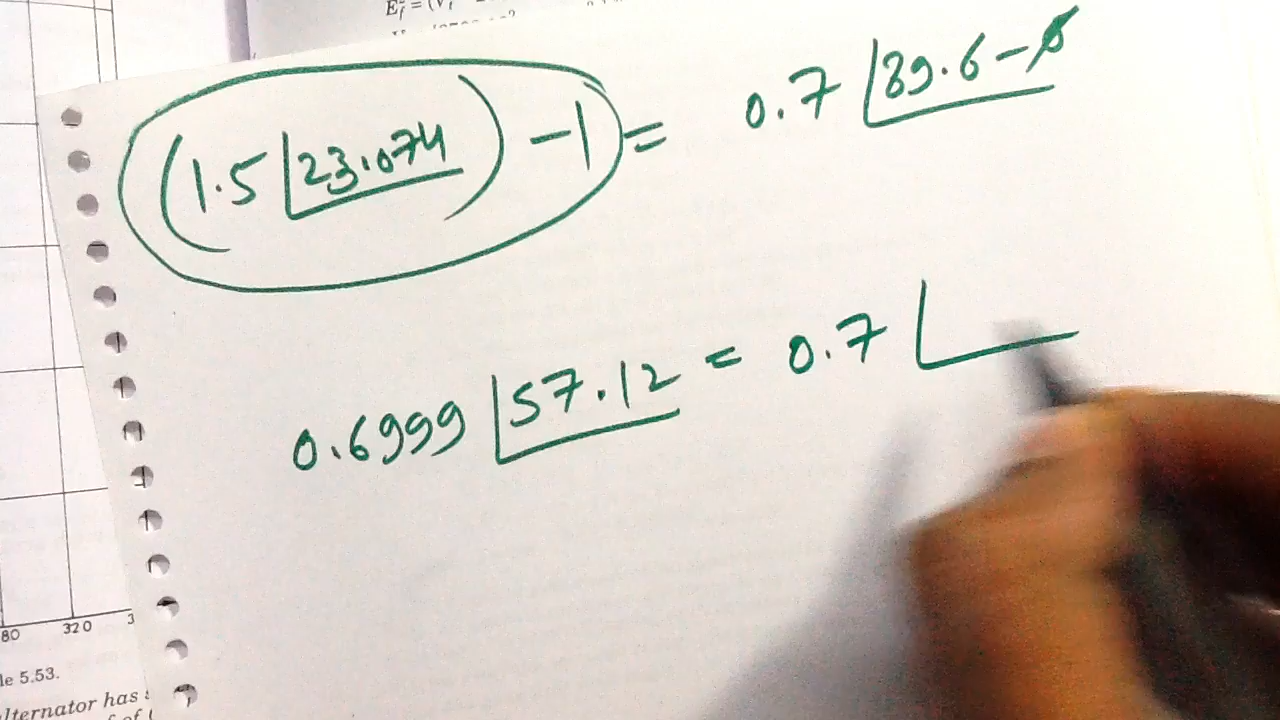 (1.5 ∠23.074) − 1 = 0.7 ∠89.6 − ϕ
0.6999 ∠57.12 = 0.7 ∠
80 320 3
le 5.53.
lternator has